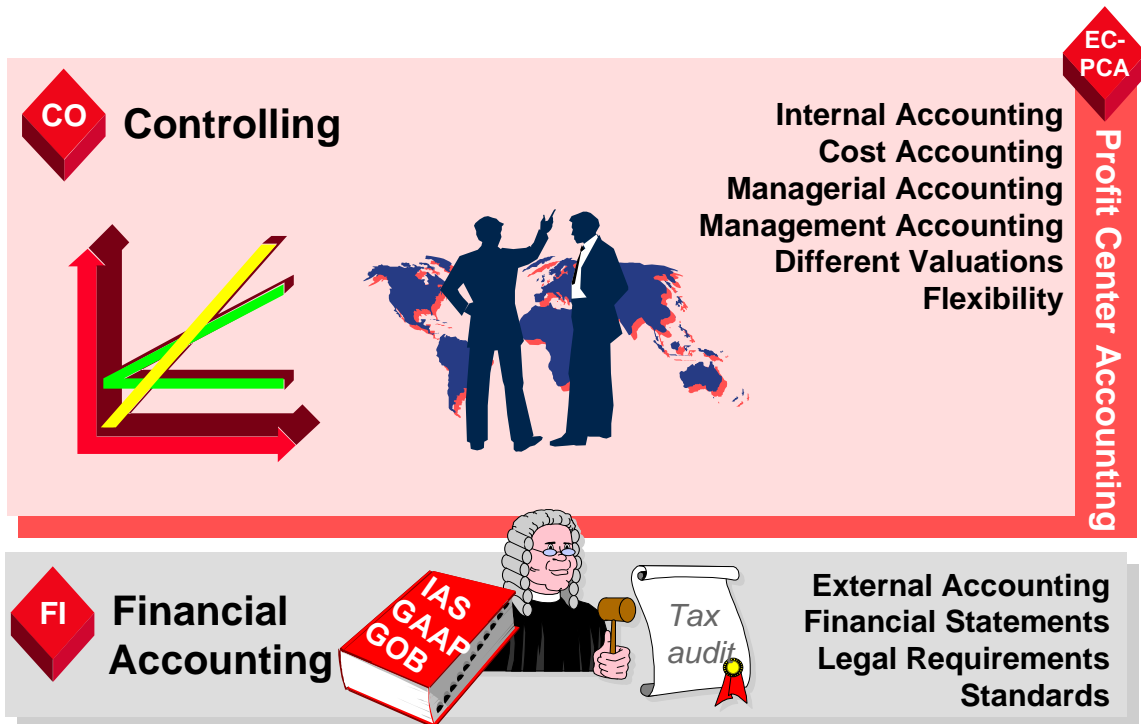 EC-
PCA
CO
Controlling
Internal Accounting
Cost Accounting
Managerial Accounting
Management Accounting
Different Valuations
Flexibility
Profit Center Accounting
FI
Financial
Accounting
IAS
GAAP
GOB
Tax
audit
External Accounting
Financial Statements
Legal Requirements
Standards